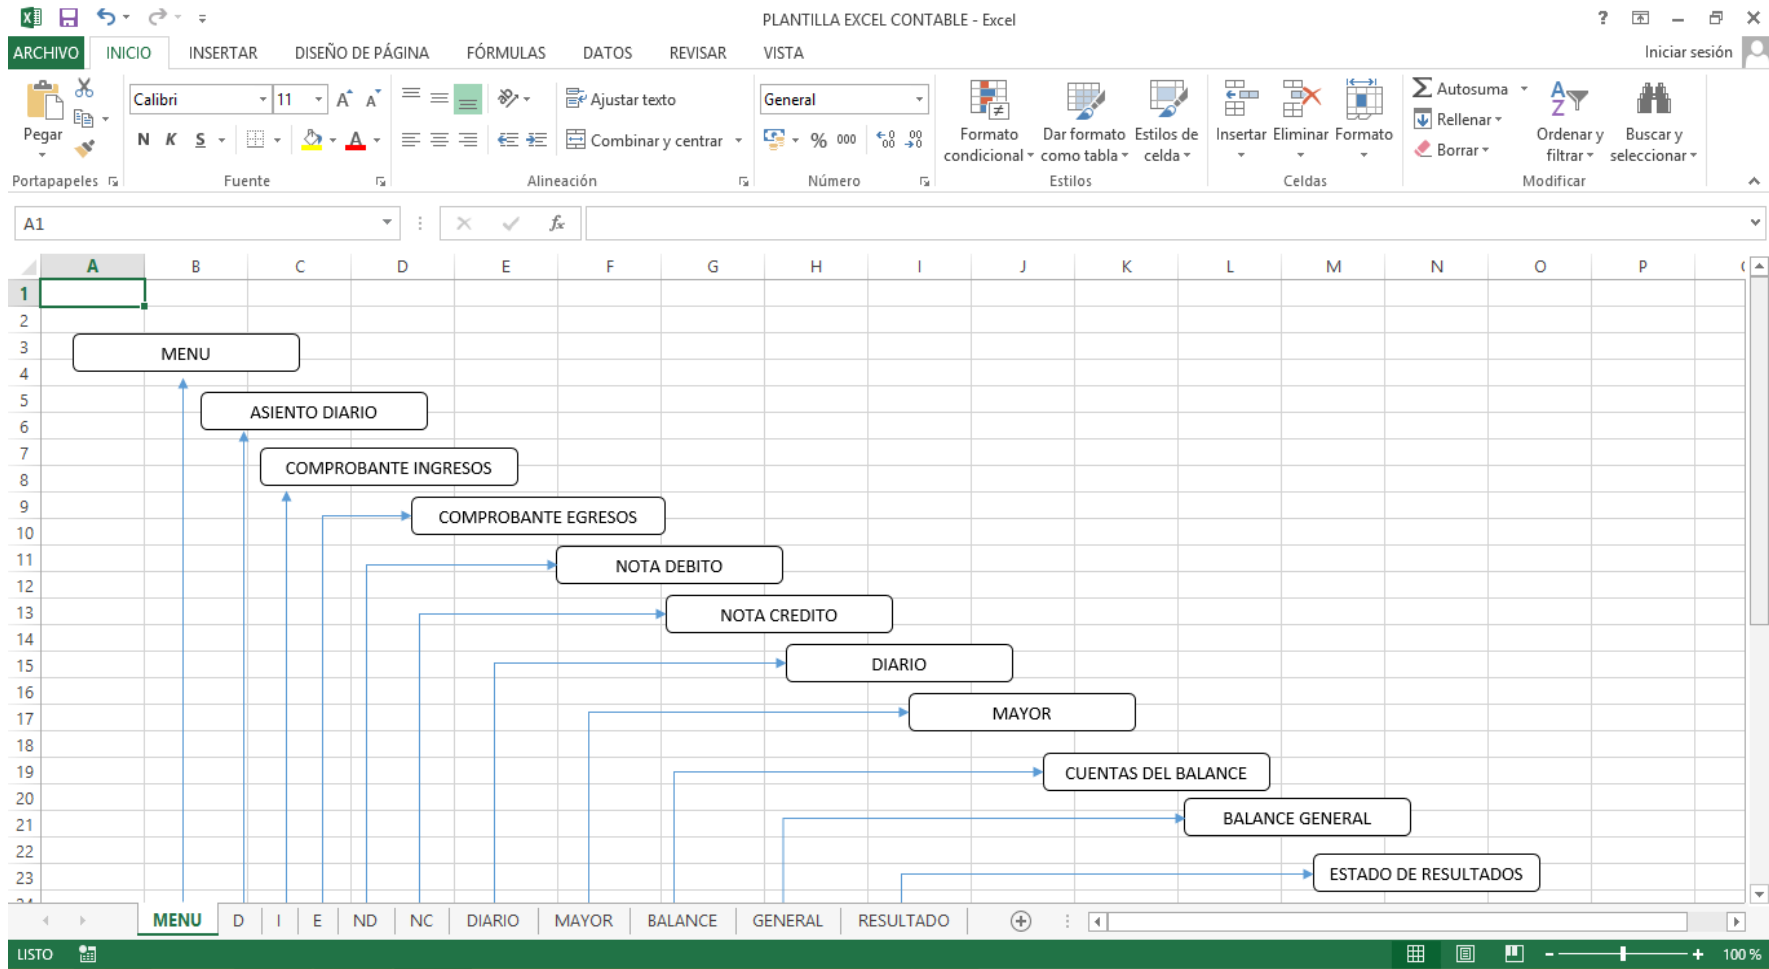 PLANTILLA EXCEL CONTABLE - Excel
ARCHIVO INICIO INSERTAR DISEÑO DE PÁGINA FÓRMULAS DATOS REVISAR VISTA Iniciar sesión
Calibri 11 Ajustar texto General Autosuma
Rellenar
Pegar N K S Combinar y centrar % 000 Formato Dar formato Estilos de Insertar Eliminar Formato Ordenar y Buscar y
condicional como tabla celda Borrar filtrar seleccionar
Portapapeles Fuente Alineación Número Estilos Celdas Modificar
A1 fx
A B C D E F G H I J K L M N O P
1
2
3 MENU
4
5
6 ASIENTO DIARIO
7
8 COMPROBANTE INGRESOS
9
COMPROBANTE EGRESOS
10
11 NOTA DEBITO
12
13 NOTA CREDITO
14
15 DIARIO
16
17 MAYOR
18
19 CUENTAS DEL BALANCE
20
21 BALANCE GENERAL
22
23 ESTADO DE RESULTADOS
MENU D I E ND NC DIARIO MAYOR BALANCE GENERAL RESULTADO
LISTO 100 %